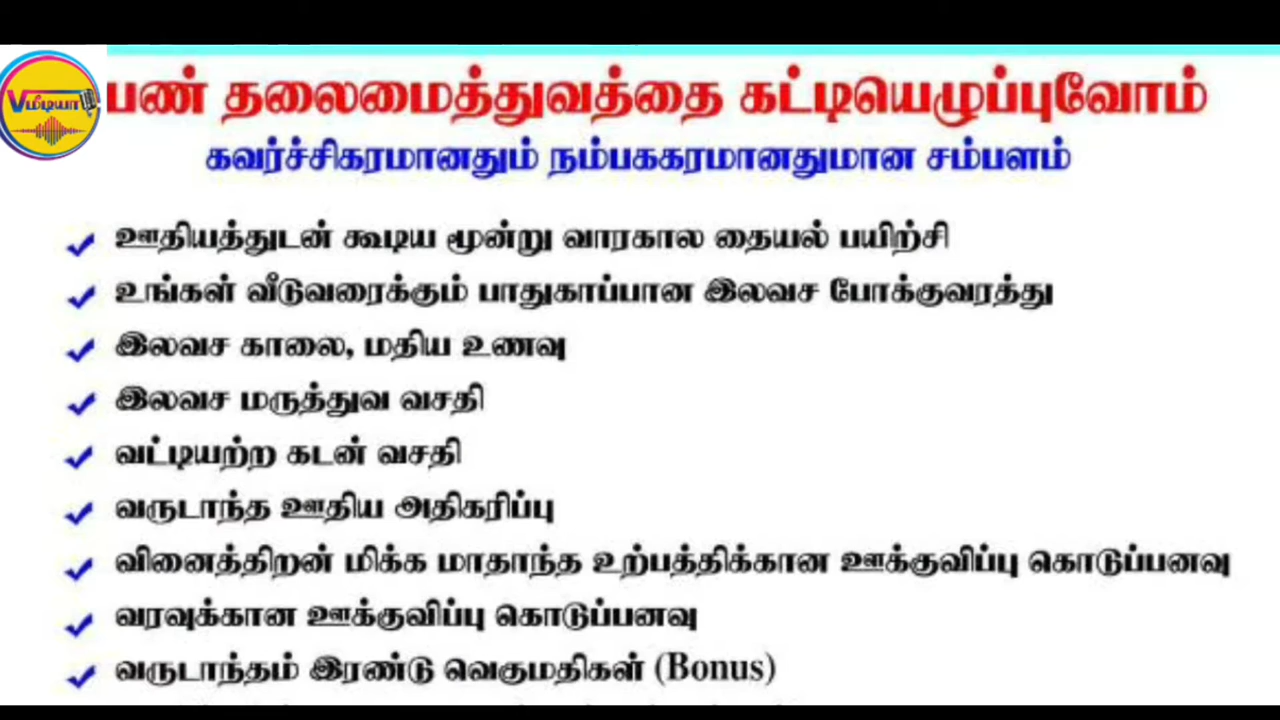 Vமீடியா
பண் தலைமைத்துவத்தை கட்டியெழுப்புவோம்
கவர்ச்சிகரமானதும் நம்பககரமானதுமான சம்பளம்
ஊதியத்துடன் கூடிய மூன்று வாரகால தையல் பயிற்சி
உங்கள் வீடுவரைக்கும் பாதுகாப்பான இலவச போக்குவரத்து
இலவச காலை, மதிய உணவு
இலவச மருத்துவ வசதி
வட்டியற்ற கடன் வசதி
வருடாந்த ஊதிய அதிகரிப்பு
வினைத்திறன் மிக்க மாதாந்த உற்பத்திக்கான ஊக்குவிப்பு கொடுப்பனவு
வரவுக்கான ஊக்குவிப்பு கொடுப்பனவு
வருடாந்தம் இரண்டு வெகுமதிகள் (Bonus)